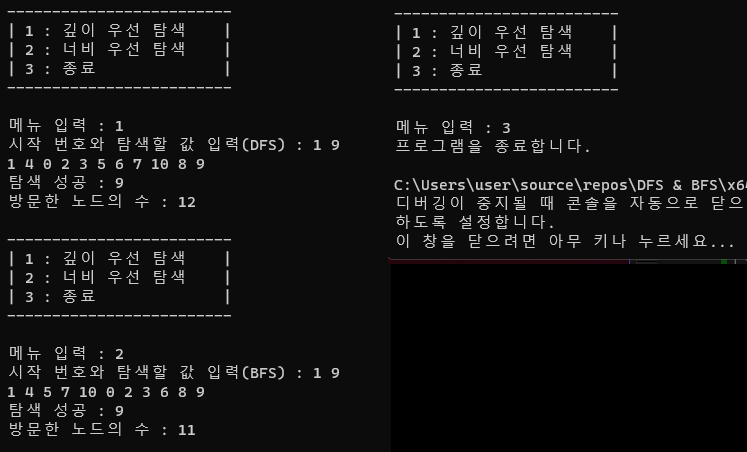 -------------------------
| 1 : 깊이 우선 탐색 |
| 2 : 너비 우선 탐색 |
| 3 : 종료 |
-------------------------
메뉴 입력 : 1
시작 번호와 탐색할 값 입력(DFS) : 1 9
1 4 0 2 3 5 6 7 10 8 9
탐색 성공 : 9
방문한 노드의 수 : 12
-------------------------
| 1 : 깊이 우선 탐색 |
| 2 : 너비 우선 탐색 |
| 3 : 종료 |
-------------------------
메뉴 입력 : 2
시작 번호와 탐색할 값 입력(BFS) : 1 9
1 4 5 7 10 0 2 3 6 8 9
탐색 성공 : 9
방문한 노드의 수 : 11
-------------------------
| 1 : 깊이 우선 탐색 |
| 2 : 너비 우선 탐색 |
| 3 : 종료 |
-------------------------
메뉴 입력 : 3
프로그램을 종료합니다.
C:\Users\user\source\repos\DFS & BFS\x64
디버깅이 중지될 때 콘솔을 자동으로 닫으
하도록 설정합니다.
이 창을 닫으려면 아무 키나 누르세요...